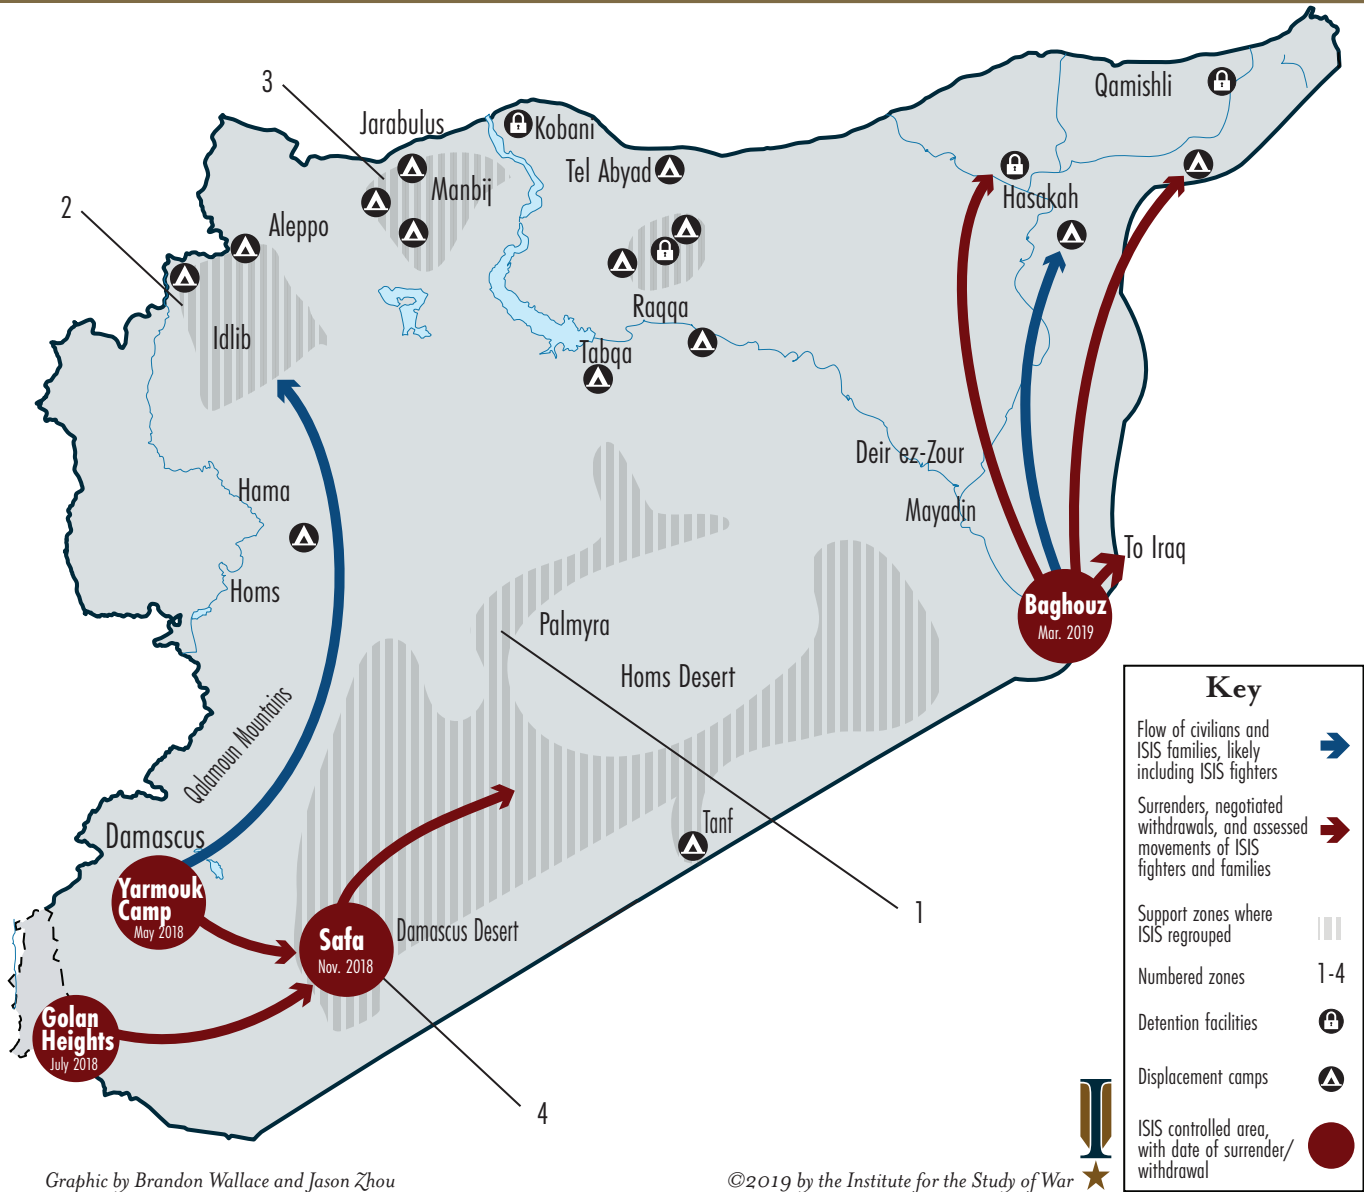 3
Jarabulus
Kobani
Qamishli
Tel Abyad
Manbij
Hasakah
2
Aleppo
Idlib
Raqqa
Tabqa
Deir ez-Zour
Mayadin
Hama
To Iraq
Homs
Baghouz
Mar. 2019
Palmyra
Homs Desert
Qalamoun Mountains
Damascus
Tanf
Yarmouk
Camp
May 2018
1
Safa
Nov. 2018
Damascus Desert
Golan
Heights
July 2018
4
Key
Flow of civilians and
ISIS families, likely
including ISIS fighters
Surrenders, negotiated
withdrawals, and assessed
movements of ISIS
fighters and families
Support zones where
ISIS regrouped
Numbered zones
1-4
Detention facilities
Displacement camps
ISIS controlled area,
with date of surrender/
withdrawal
Graphic by Brandon Wallace and Jason Zhou
©2019 by the Institute for the Study of War